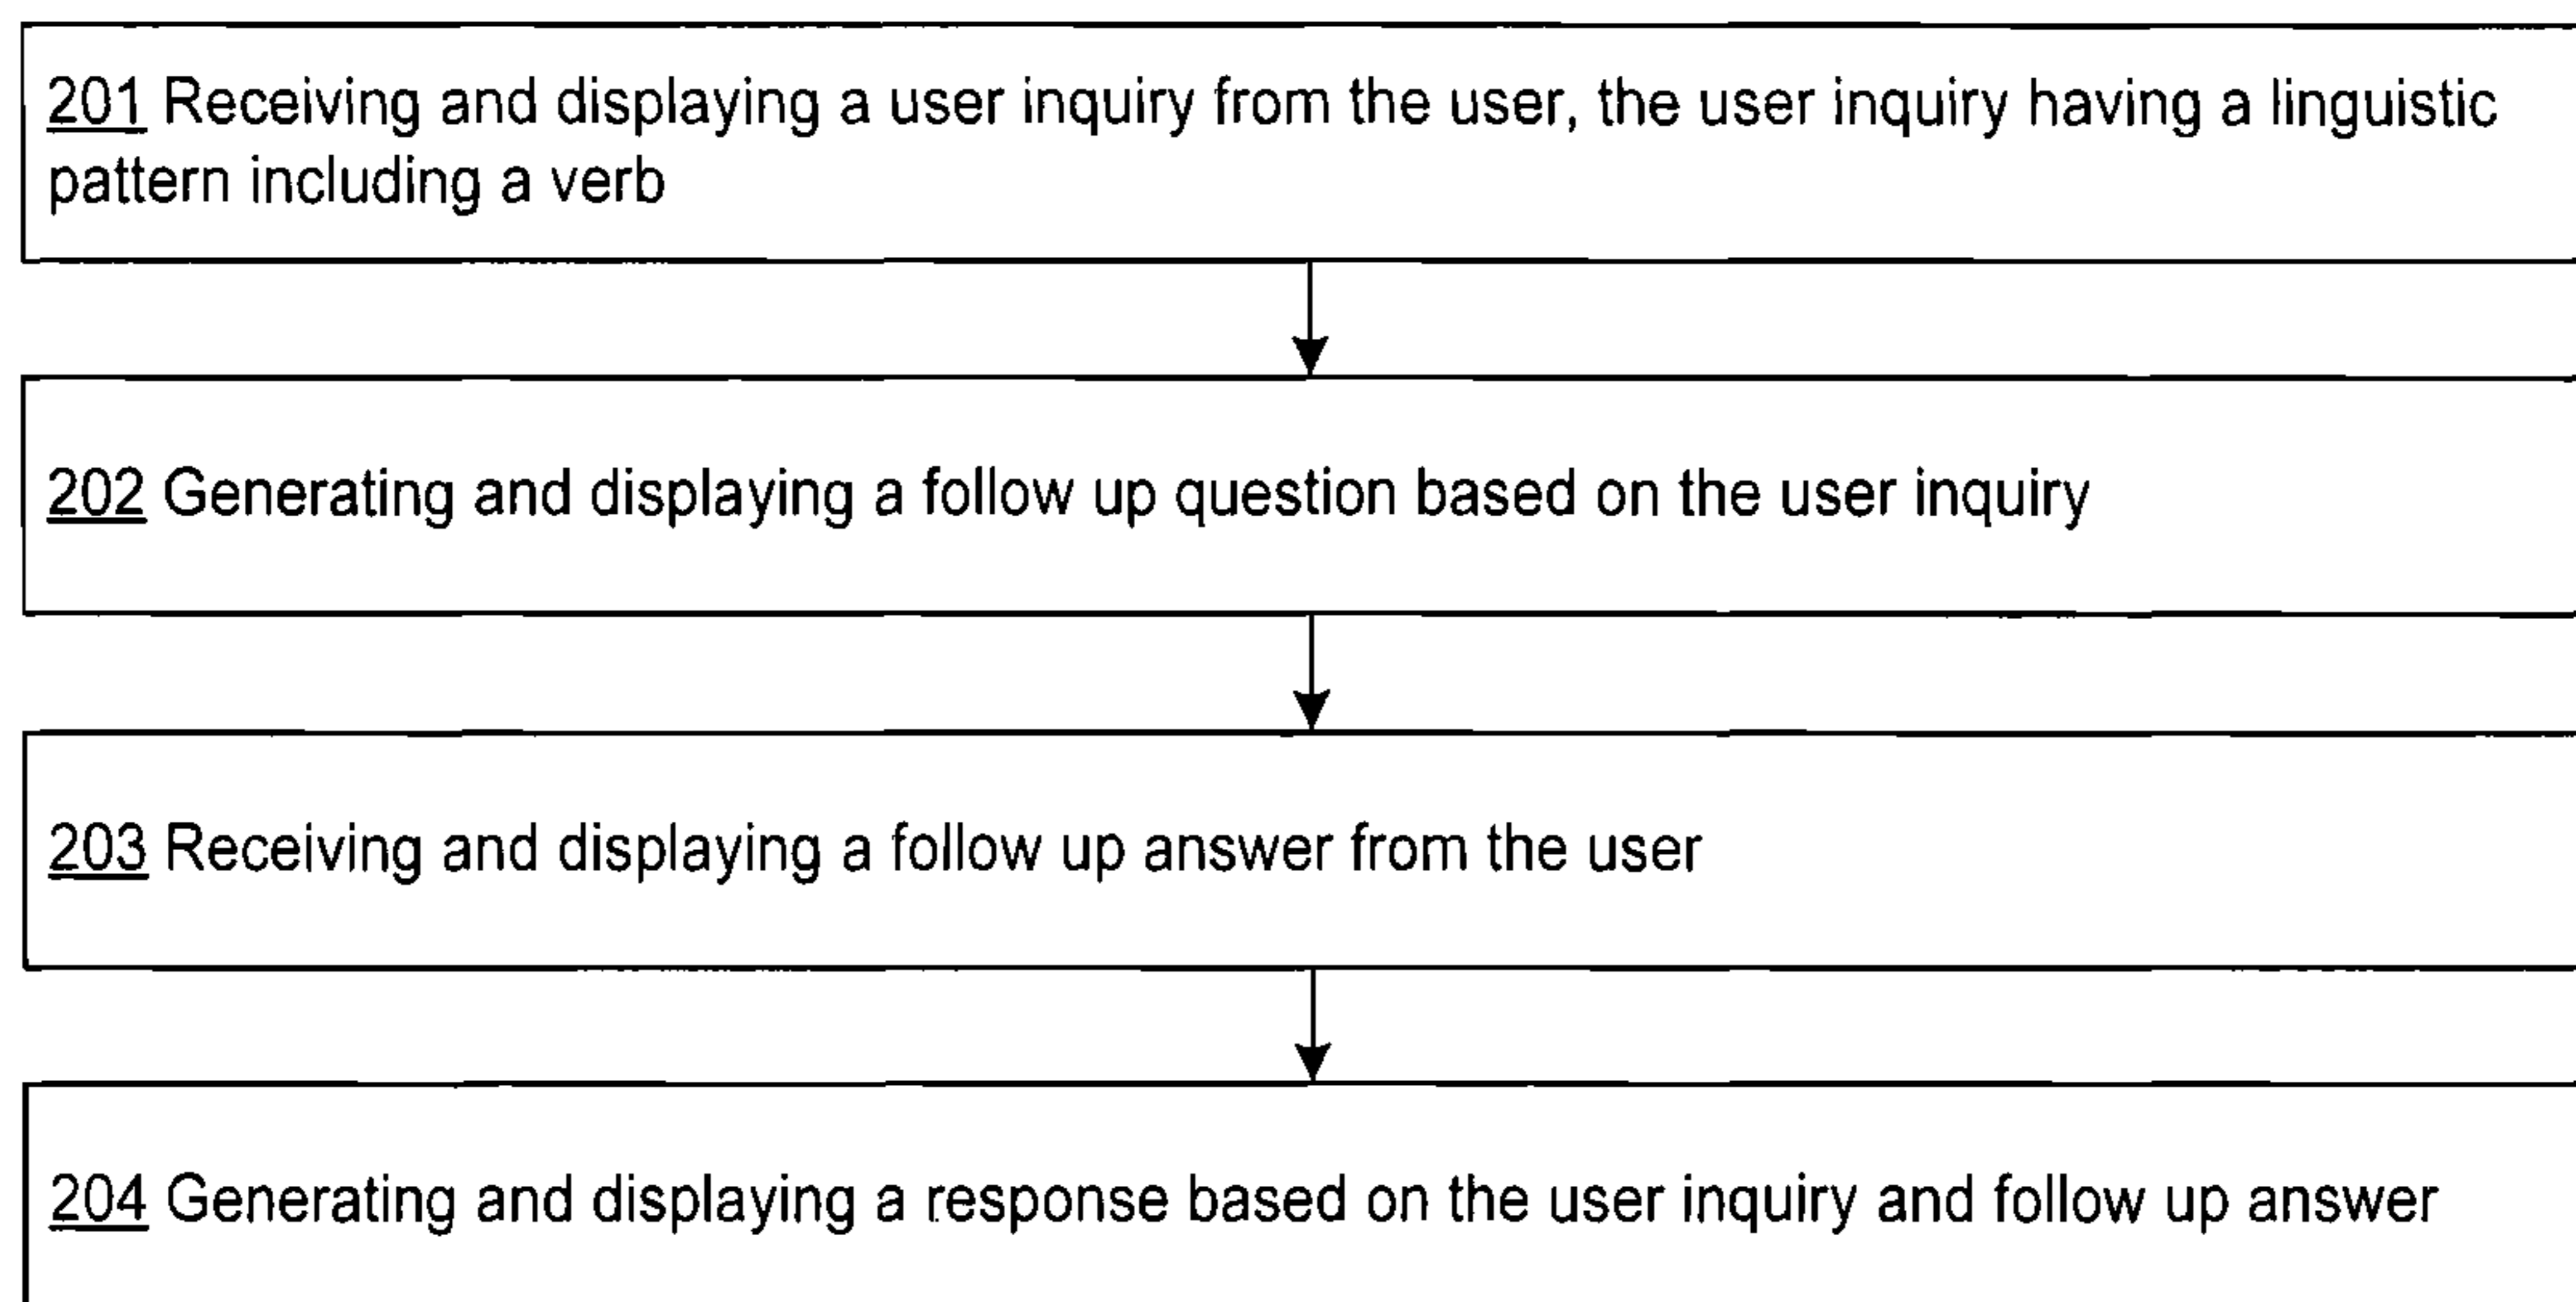 201 Receiving and displaying a user inquiry from the user, the user inquiry having a linguistic
pattern including a verb
202 Generating and displaying a follow up question based on the user inquiry
203 Receiving and displaying a follow up answer from the user
204 Generating and displaying a response based on the user inquiry and follow up answer